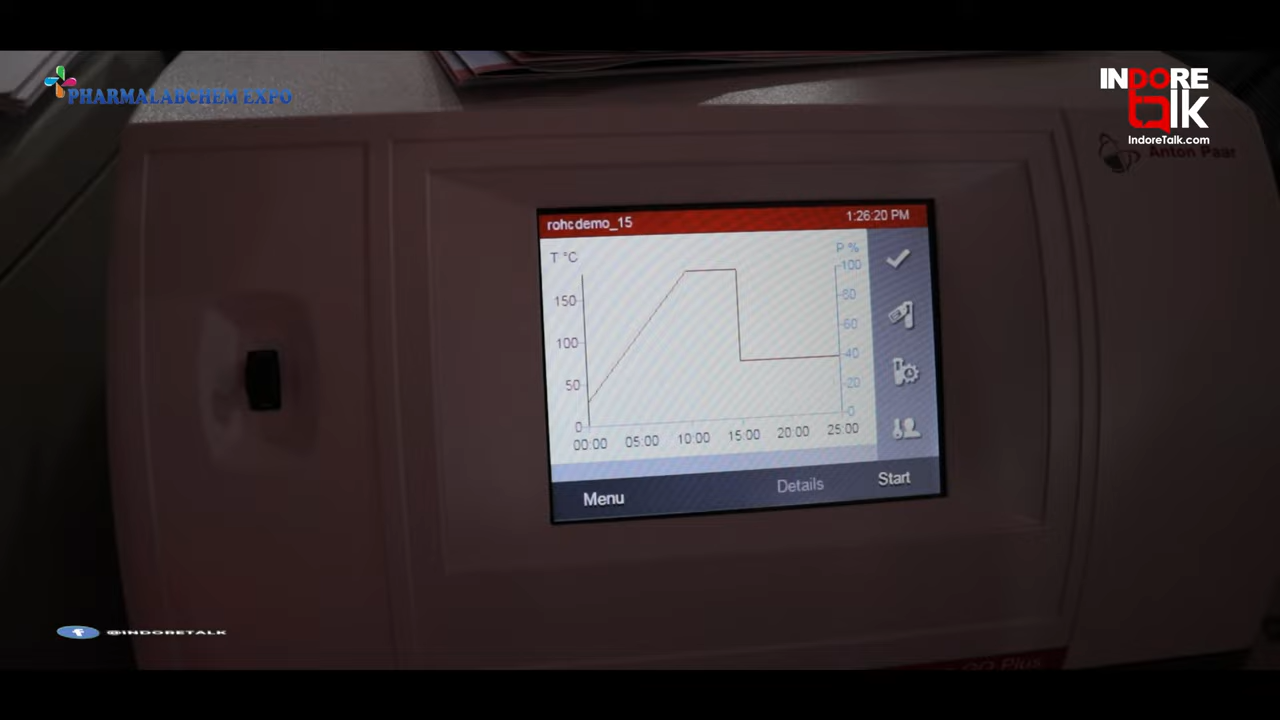 PHARMALABCHEM EXPO
INDORE
talk
IndoreTalk.com
Anton Paar
rohcdemo_15
1:26:20 PM
T °C
P %
150
100
50
0
100
80
60
40
20
0
00:00 05:00 10:00 15:00 20:00 25:00
Menu
Details
Start
@INDORETALK
GO Plus